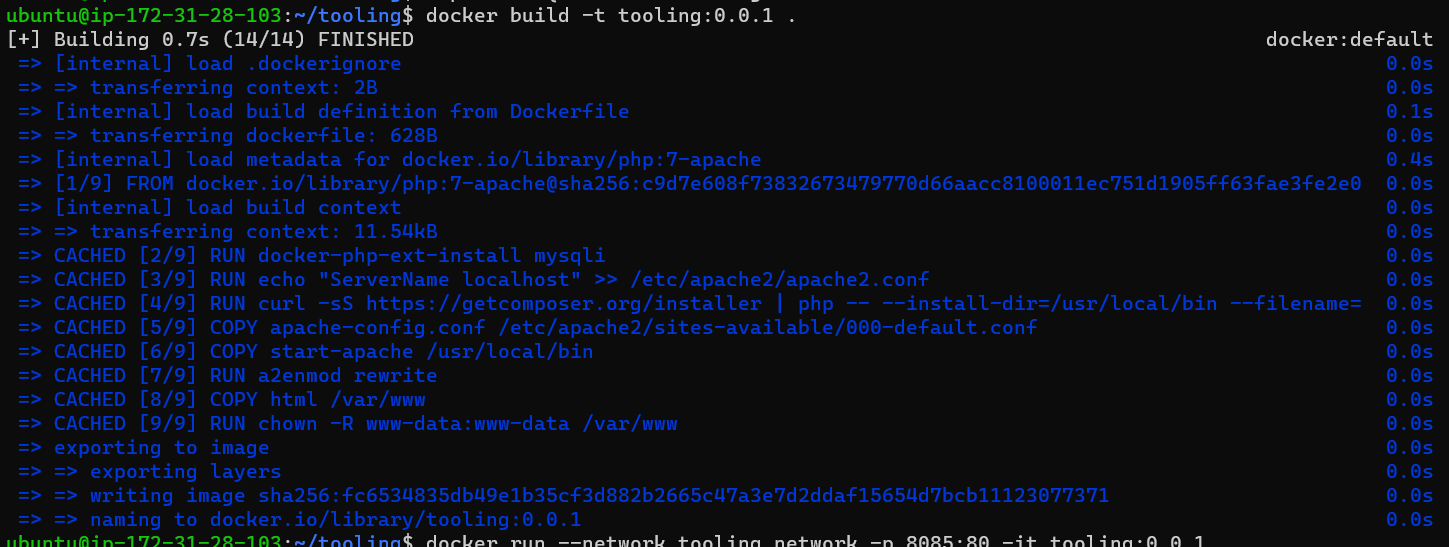 ubuntu@ip-172-31-28-103:~/tooling$ docker build -t tooling:0.0.1 .
[+] Building 0.7s (14/14) FINISHED docker:default
=> [internal] load .dockerignore 0.0s
=> => transferring context: 2B 0.0s
=> [internal] load build definition from Dockerfile 0.1s
=> => transferring dockerfile: 628B 0.0s
=> [internal] load metadata for docker.io/library/php:7-apache 0.4s
=> [1/9] FROM docker.io/library/php:7-apache@sha256:c9d7e608f73832673479770d66aacc8100011ec751d1905ff63fae3fe2e0 0.0s
=> [internal] load build context 0.0s
=> => transferring context: 11.54kB 0.0s
=> CACHED [2/9] RUN docker-php-ext-install mysqli 0.0s
=> CACHED [3/9] RUN echo "ServerName localhost" >> /etc/apache2/apache2.conf 0.0s
=> CACHED [4/9] RUN curl -sS https://getcomposer.org/installer | php -- --install-dir=/usr/local/bin --filename= 0.0s
=> CACHED [5/9] COPY apache-config.conf /etc/apache2/sites-available/000-default.conf 0.0s
=> CACHED [6/9] COPY start-apache /usr/local/bin 0.0s
=> CACHED [7/9] RUN a2enmod rewrite 0.0s
=> CACHED [8/9] COPY html /var/www 0.0s
=> CACHED [9/9] RUN chown -R www-data:www-data /var/www 0.0s
=> exporting to image 0.0s
=> => exporting layers 0.0s
=> => writing image sha256:fc6534835db49e1b35cf3d882b2665c47a3e7d2ddaf15654d7bcb11123077371 0.0s
=> => naming to docker.io/library/tooling:0.0.1 0.0s
ubuntu@ip-172-31-28-103:~/tooling$ docker run --network tooling_network -p 8085:80 -it tooling:0.0.1